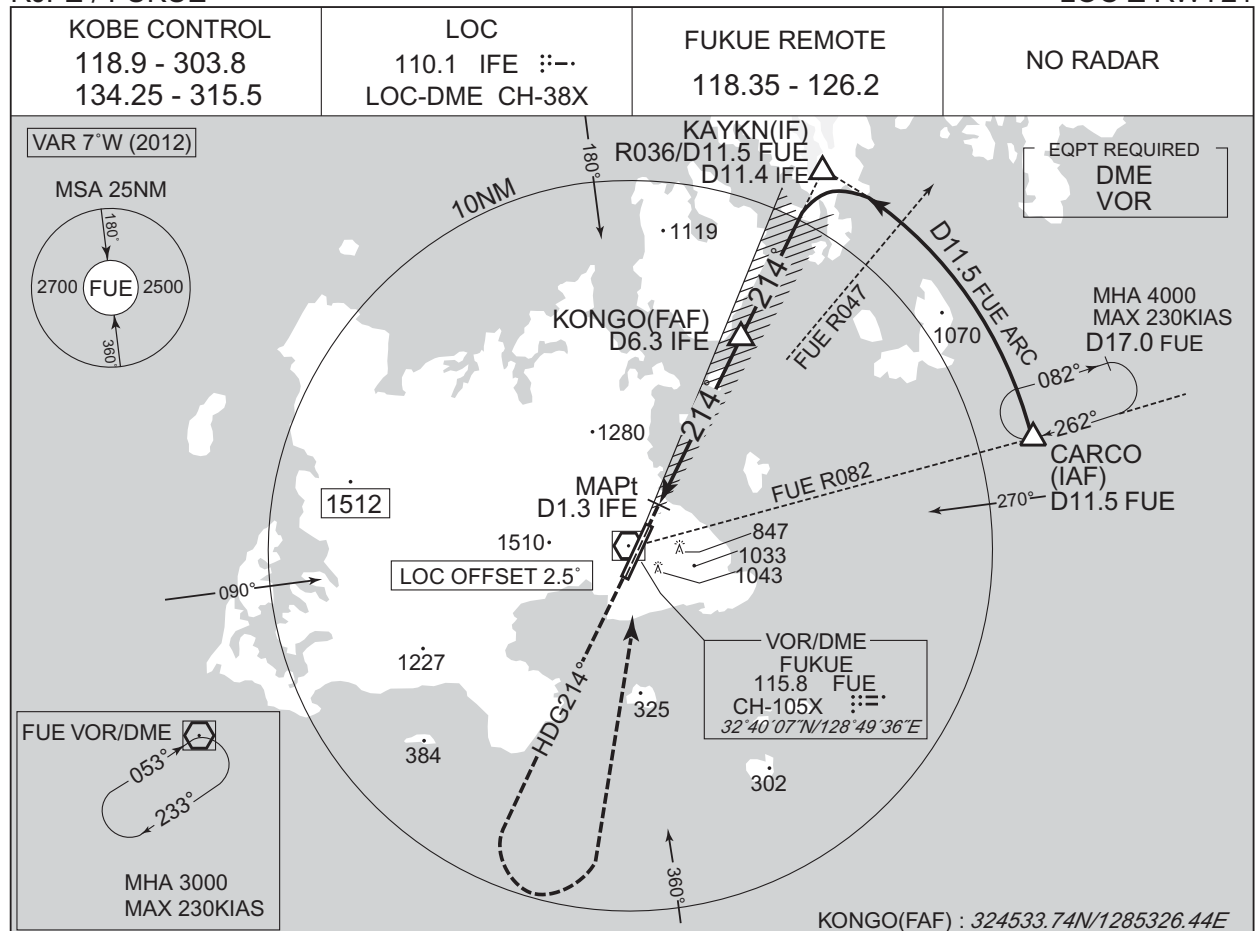 KOBE CONTROL
118.9 - 303.8
134.25 - 315.5
LOC
110.1 IFE
LOC-DME CH-38X
FUKUE REMOTE
118.35 - 126.2
NO RADAR
VAR 7°W (2012)
MSA 25NM
180°
2700
FUE
2500
360°
10NM
180°
KAYKN(IF)
R036/D11.5 FUE
D11.4 IFE
EQPT REQUIRED
DME
VOR
1119
214°
D11.5 FUE ARC
FUE R047
KONGO(FAF)
D6.3 IFE
1070
MHA 4000
MAX 230KIAS
D17.0 FUE
082°
262°
CARCO
(IAF)
D11.5 FUE
214°
1280
FUE R082
270°
MAPt
D1.3 IFE
1512
1510
847
1033
1043
LOC OFFSET 2.5°
090°
VOR/DME
FUKUE
115.8 FUE
CH-105X
32°40´07˝N/128°49´36˝E
1227
HDG214°
325
384
302
FUE VOR/DME
053°
233°
MHA 3000
MAX 230KIAS
360°
KONGO(FAF) : 324533.74N/1285326.44E